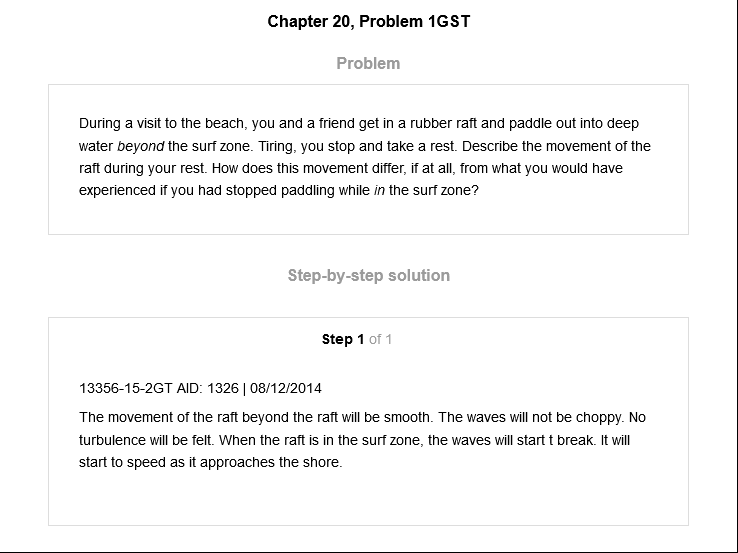 Chapter 20, Problem 1GST
Problem
During a visit to the beach, you and a friend get in a rubber raft and paddle out into deep
water beyond the surf zone. Tiring, you stop and take a rest. Describe the movement of the
raft during your rest. How does this movement differ, if at all, from what you would have
experienced if you had stopped paddling while in the surf zone?
Step-by-step solution
Step 1 of 1
13356-15-2GT AID: 1326 | 08/12/2014
The movement of the raft beyond the raft will be smooth. The waves will not be choppy. No
turbulence will be felt. When the raft is in the surf zone, the waves will start t break. It will
start to speed as it approaches the shore.